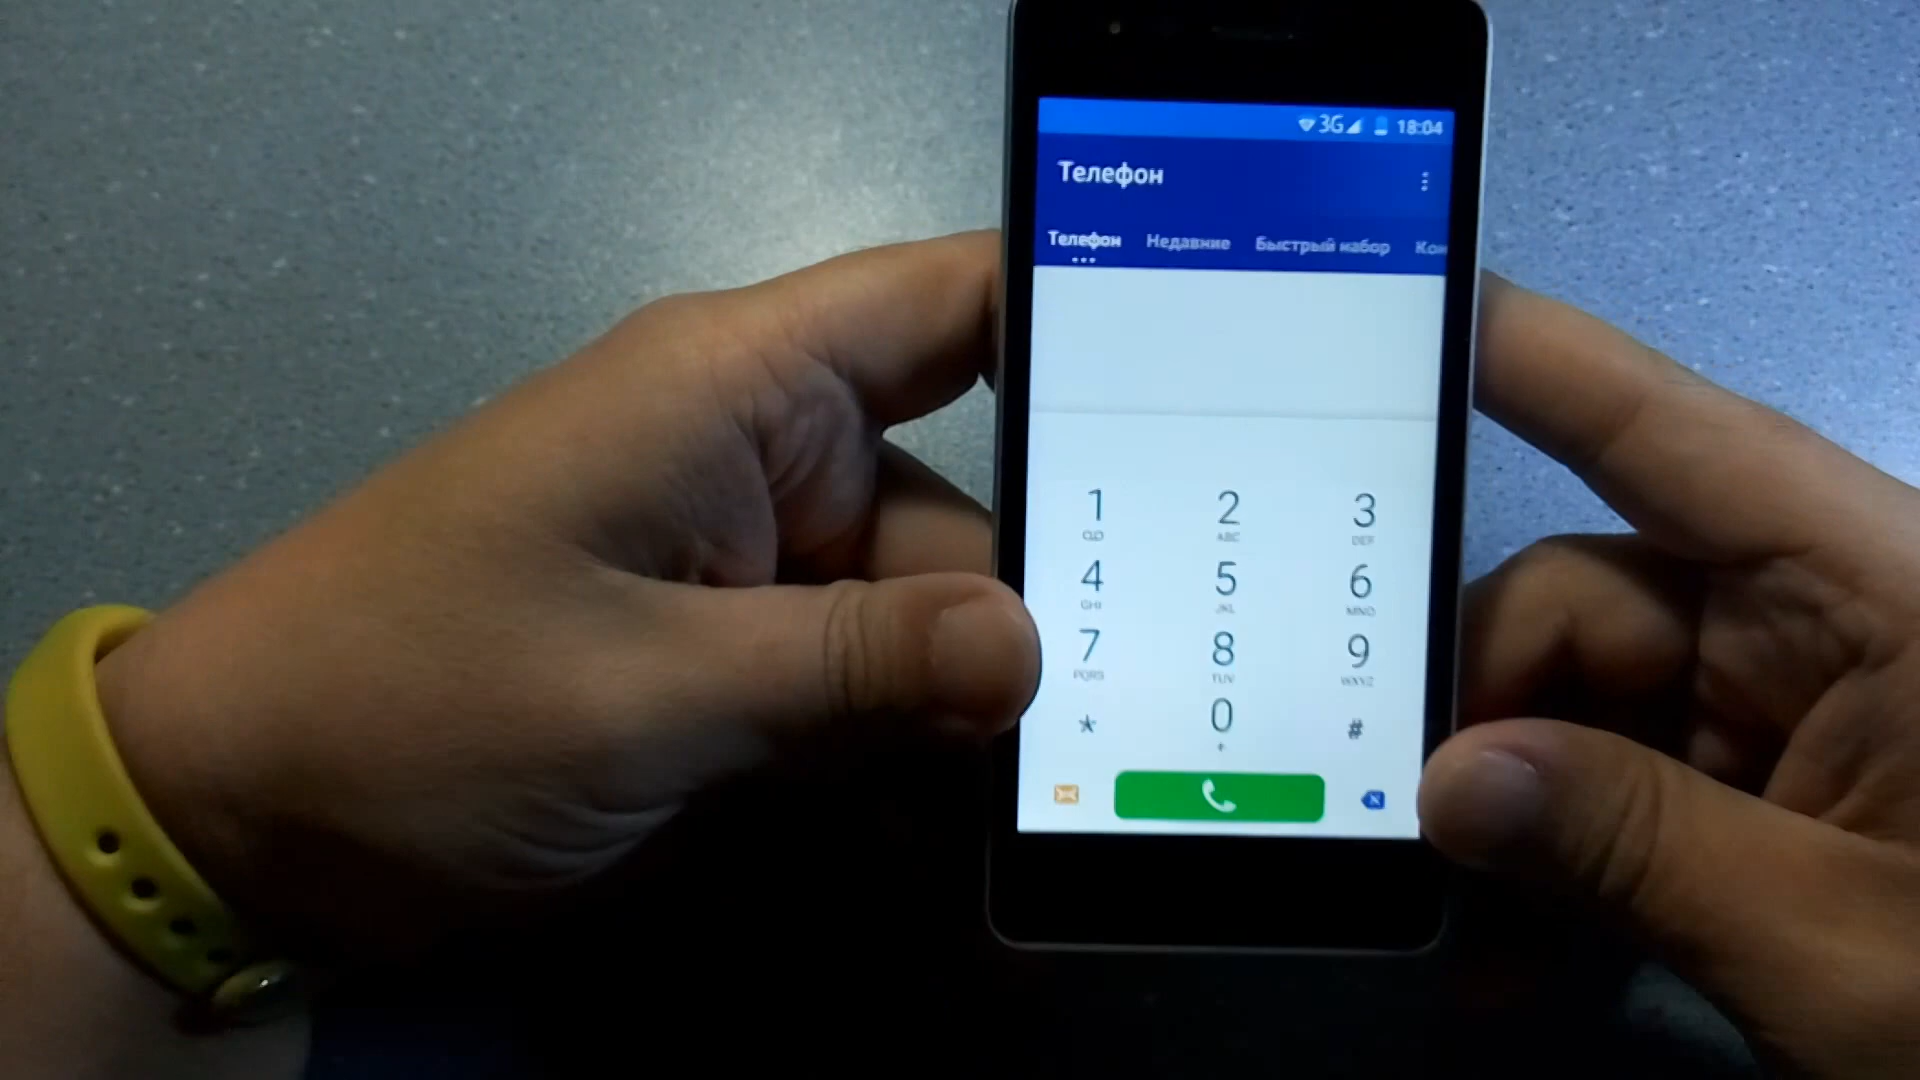 3G 18:04
Телефон
Телефон Недавние Быстрый набор Кон
1 2 3
ABC DEF
4 5 6
GHI JKL MNO
7 8 9
PQRS TUV WXYZ
* 0 #
+